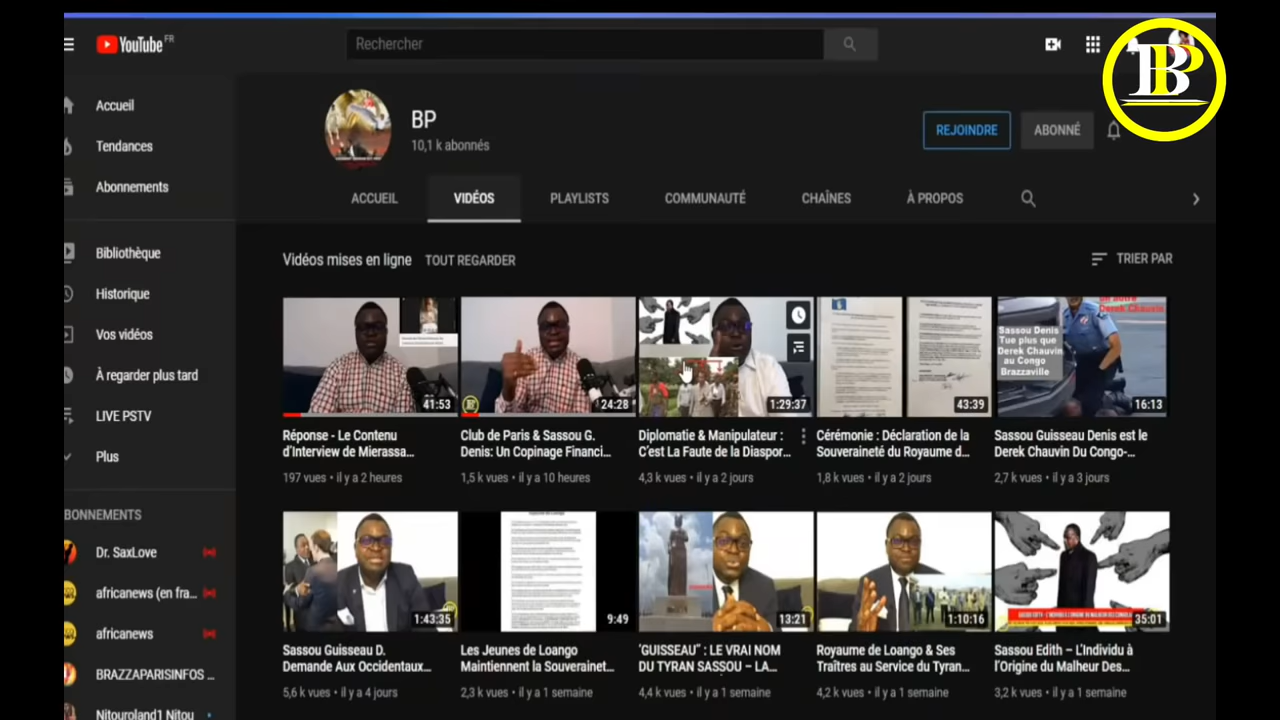 YouTube FR
Rechercher
BP
Accueil
Tendances
Abonnements
BP
10,1 k abonnés
REJOINDRE
ABONNÉ
ACCUEIL
VIDÉOS
PLAYLISTS
COMMUNAUTÉ
CHAÎNES
À PROPOS
Bibliothèque
Historique
Vos vidéos
À regarder plus tard
LIVE PSTV
Plus
BONNEMENTS
Dr. SaxLove
africanews (en fra...
africanews
BRAZZAPARISINFOS ...
Nitouroland1 Nitou
Vidéos mises en ligne
TOUT REGARDER
TRIER PAR
41:53
Réponse - Le Contenu
d'Interview de Mierassa...
197 vues • il y a 2 heures
24:28
Club de Paris & Sassou G.
Denis: Un Copinage Financi...
1,5 k vues • il y a 10 heures
1:29:37
Diplomatie & Manipulateur :
C'est La Faute de la Diaspor...
4,3 k vues • il y a 2 jours
43:39
Cérémonie : Déclaration de la
Souveraineté du Royaume d...
1,8 k vues • il y a 2 jours
un autre
Derek Chauvin
Sassou Denis
Tue plus que
Derek Chauvin
au Congo
Brazzaville
16:13
Sassou Guisseau Denis est le
Derek Chauvin Du Congo-...
2,7 k vues • il y a 3 jours
1:43:35
Sassou Guisseau D.
Demande Aux Occidentaux...
5,6 k vues • il y a 4 jours
9:49
Les Jeunes de Loango
Maintiennent la Souverainet...
2,3 k vues • il y a 1 semaine
13:21
'GUISSEAU" : LE VRAI NOM
DU TYRAN SASSOU – LA...
4,4 k vues • il y a 1 semaine
1:10:16
Royaume de Loango & Ses
Traîtres au Service du Tyran...
4,2 k vues • il y a 1 semaine
35:01
Sassou Edith – L'Individu à
l'Origine du Malheur Des...
3,2 k vues • il y a 1 semaine